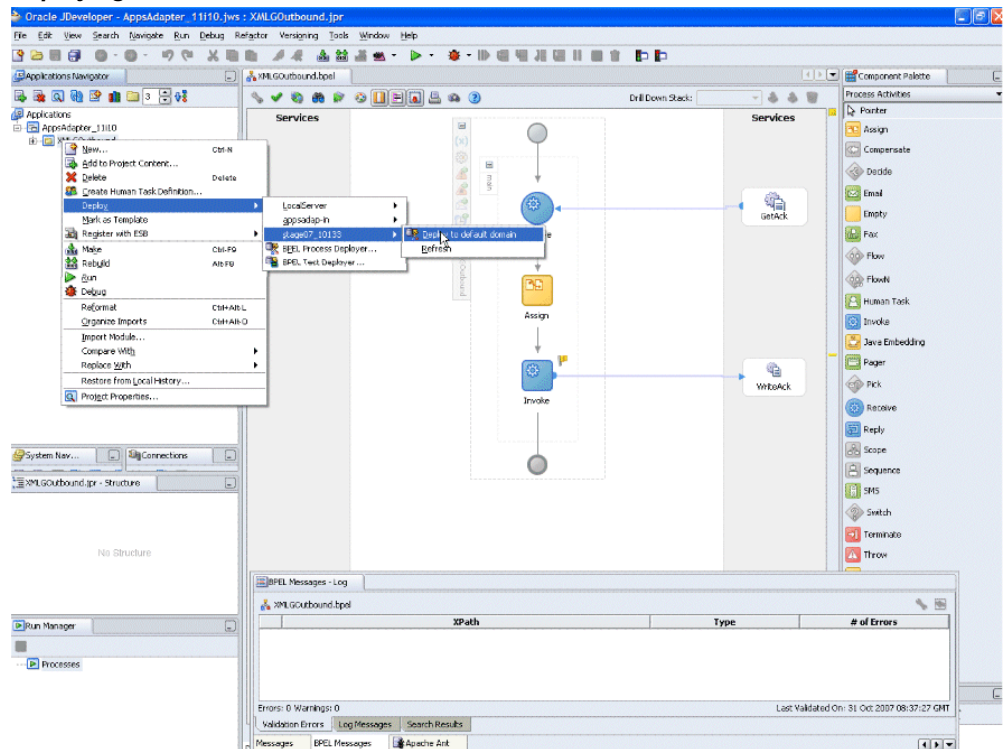 Oracle JDeveloper - AppsAdapter_11i10.jws : XMLGOutbound.jpr
File Edit View Search Navigate Run Debug Refactor Versioning Tools Window Help
Applications Navigator
XMLGOutbound.bpel
Component Palette
3
Drill Down Stack:
Process Activities
Applications
AppsAdapter_11i10
Services
Services
Pointer
Assign
Compensate
Decide
Email
Empty
Fax
Flow
FlowN
Human Task
Invoke
Java Embedding
Pager
Pick
Receive
Reply
Scope
Sequence
SMS
Switch
Terminate
Throw
New... Ctrl-N
Add to Project Content...
Delete Delete
Create Human Task Definition...
Deploy
Mark as Template
Register with ESB
Make Ctrl-F9
Rebuild Alt-F9
Run
Debug
Reformat Ctrl+Alt-L
Organize Imports Ctrl+Alt-O
Import Module...
Compare With
Replace With
Restore from Local History...
Project Properties...
LocalServer
appsadap-in
stage07_10133
BPEL Process Deployer...
BPEL Test Deployer...
Deploy to default domain
Refresh
main
GetAck
Assign
Invoke
WriteAck
System Nav...
Connections
XMLGOutbound.jpr - Structure
No Structure
Run Manager
Processes
BPEL Messages - Log
XMLGOutbound.bpel
XPath Type # of Errors
Errors: 0 Warnings: 0
Last Validated On: 31 Oct 2007 08:37:27 GMT
Validation Errors Log Messages Search Results
Messages BPEL Messages Apache Ant